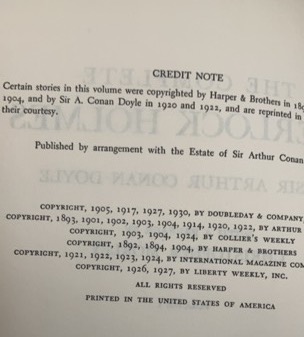 CREDIT NOTE
Certain stories in this volume were copyrighted by Harper & Brothers in
1904, and by Sir A. Conan Doyle in 1920 and 1922, and are reprinted in
their courtesy.
Published by arrangement with the Estate of Sir Arthur Conan
COPYRIGHT, 1905, 1917, 1927, 1930, BY DOUBLEDAY & COMPANY
COPYRIGHT, 1893, 1901, 1902, 1903, 1904, 1914, 1920, 1922, BY ARTHUR
COPYRIGHT, 1903, 1904, 1924, BY COLLIER'S WEEKLY
COPYRIGHT, 1892, 1894, 1904, BY HARPER & BROTHERS
COPYRIGHT, 1921, 1922, 1923, 1924, BY INTERNATIONAL MAGAZINE
COPYRIGHT, 1926, 1927, BY LIBERTY WEEKLY, INC.
ALL RIGHTS RESERVED
PRINTED IN THE UNITED STATES OF AMERICA